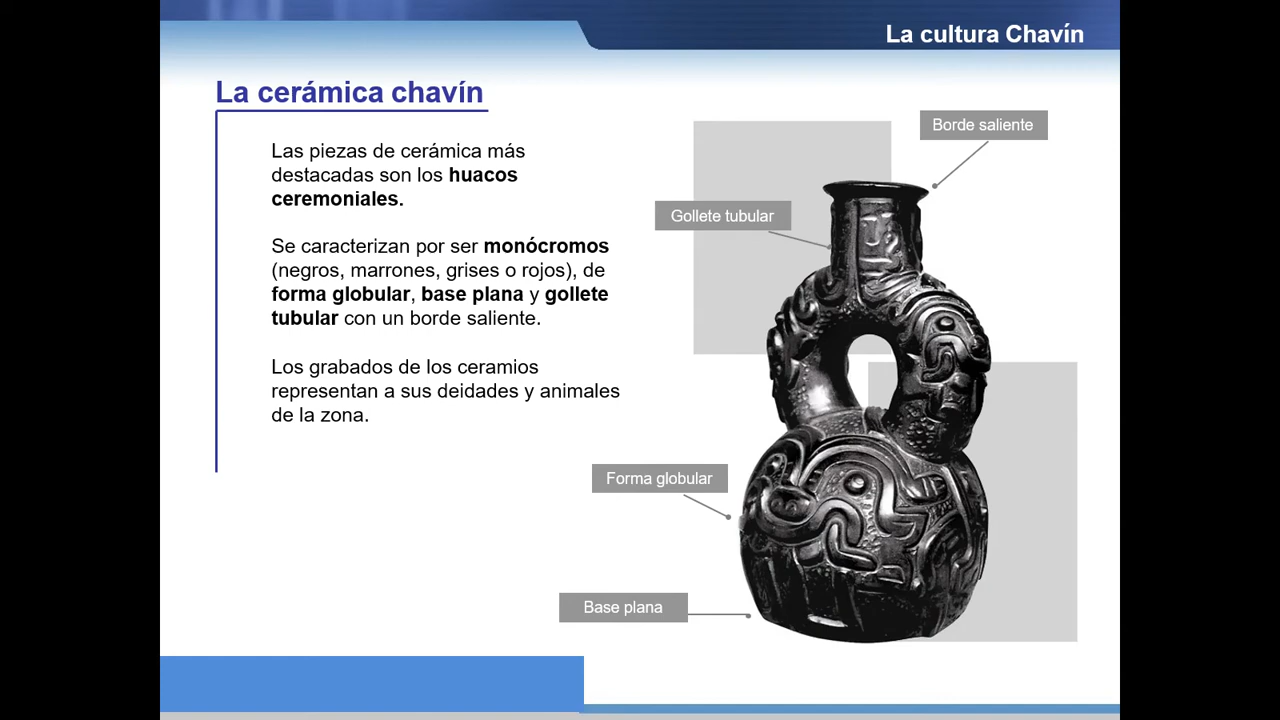 La cultura Chavín
La cerámica chavín
Las piezas de cerámica más
destacadas son los huacos
ceremoniales.
Se caracterizan por ser monócromos
(negros, marrones, grises o rojos), de
forma globular, base plana y gollete
tubular con un borde saliente.
Los grabados de los ceramios
representan a sus deidades y animales
de la zona.
Borde saliente
Gollete tubular
Forma globular
Base plana